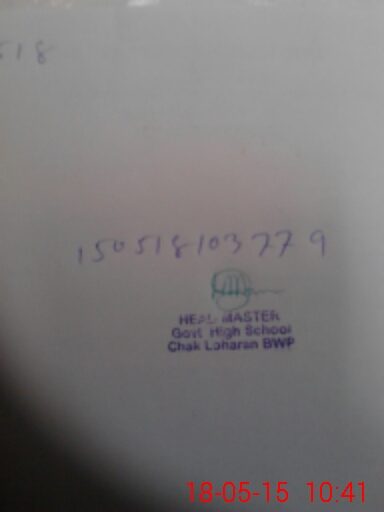 518
150518103779
HEAD MASTER
Govt High School
Chak Loharan BWP
18-05-15 10:41